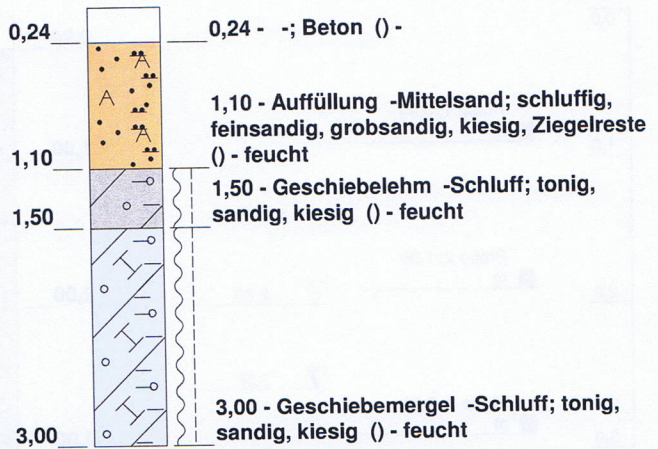 0,24
0,24 - -; Beton () -
1,10 - Auffüllung -Mittelsand; schluffig,
feinsandig, grobsandig, kiesig, Ziegelreste
() - feucht
1,10
1,50 - Geschiebelehm -Schluff; tonig,
sandig, kiesig () - feucht
1,50
3,00 - Geschiebemergel -Schluff; tonig,
sandig, kiesig () - feucht
3,00